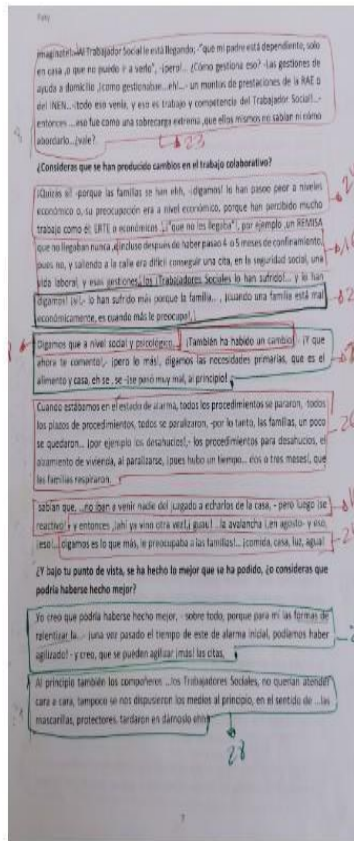 imagínate!.-Al Trabajador Social le está llegando; -"que mi padre está dependiente, solo
en casa ,o que no puedo ir a verlo", -¡pero!... ¿Cómo gestiona eso? -Las gestiones de
ayuda a domicilio ¡como gestionaban...eh!...- un montas de prestaciones de la RAE o
del INEN...-todo eso venía, y eso es trabajo y competencia del Trabajador Social!...-
entonces ...eso fue como una sobrecarga extrema ,que ellos mismos no sabían ni cómo
abordarlo...¿vale?
23
¿Consideras que se han producido cambios en el trabajo colaborativo?
¡Quizás sí! -porque las familias se han ehh, ¡digamos! lo han pasao peor a niveles
económico o, su preocupación era a nivel económico, porque han percibido mucho
trabajo como él: ERTE o económicos ¡,"que no les llegaba"!, por ejemplo ,un REMISA
que no llegaban nunca ,e incluso después de haber pasado 4 o 5 meses de confinamiento,
pues no, y saliendo a la calle era difícil conseguir una cita, en la seguridad social, una
vida laboral, y esas gestiones, los ¡Trabajadores Sociales lo han sufrido!... y lo han
digamos! ¡v!,- lo han sufrido más porque la familia... , ¡cuando una familia está mal
económicamente, es cuando más le preocupa!,
Digamos que a nivel social y psicológico, ¡También ha habido un cambio!- ¡Y que
ahora te comento!,- ¡pero lo más!, digamos las necesidades primarias, que es el
alimento y casa, eh se , se -¡se pasó muy mal, al principio!
Cuando estábamos en el estado de alarma, todos los procedimientos se pararon, -todos
los plazos de procedimientos, todos se paralizaron, -por lo tanto, las familias, un poco
se quedaron... ¡por ejemplo los desahucios!,- los procedimientos para desahucios, el
alzamiento de vivienda, al paralizarse, ¡pues hubo un tiempo... dos o tres meses!, que
las familias respiraron,
sabían que, ...no iban a venir nadie del juzgado a echarlos de la casa, - pero luego ¡se
reactivo! y entonces ¡ahí ya vino otra vez!,¡ guau! ...la avalancha (,en agosto- y eso,
¡eso!... digamos es lo que más, le preocupaba a las familias!... ¡comida, casa, luz, agua!
¿Y bajo tu punto de vista, se ha hecho lo mejor que se ha podido, ¿o consideras que
podría haberse hecho mejor?
Yo creo que podría haberse hecho mejor, - sobre todo, porque para mí las formas de
ralentizar la... - ¡una vez pasado el tiempo de este de alarma inicial, podíamos haber
agilizado! -y creo, que se pueden agilizar ¡más! las citas,
Al principio también los compañeros ...los Trabajadores Sociales, no querían atender
cara a cara, tampoco se nos dispusieron los medios al principio, en el sentido de ...las
mascarillas, protectores, tardaron en dárnoslo ehh
28
7